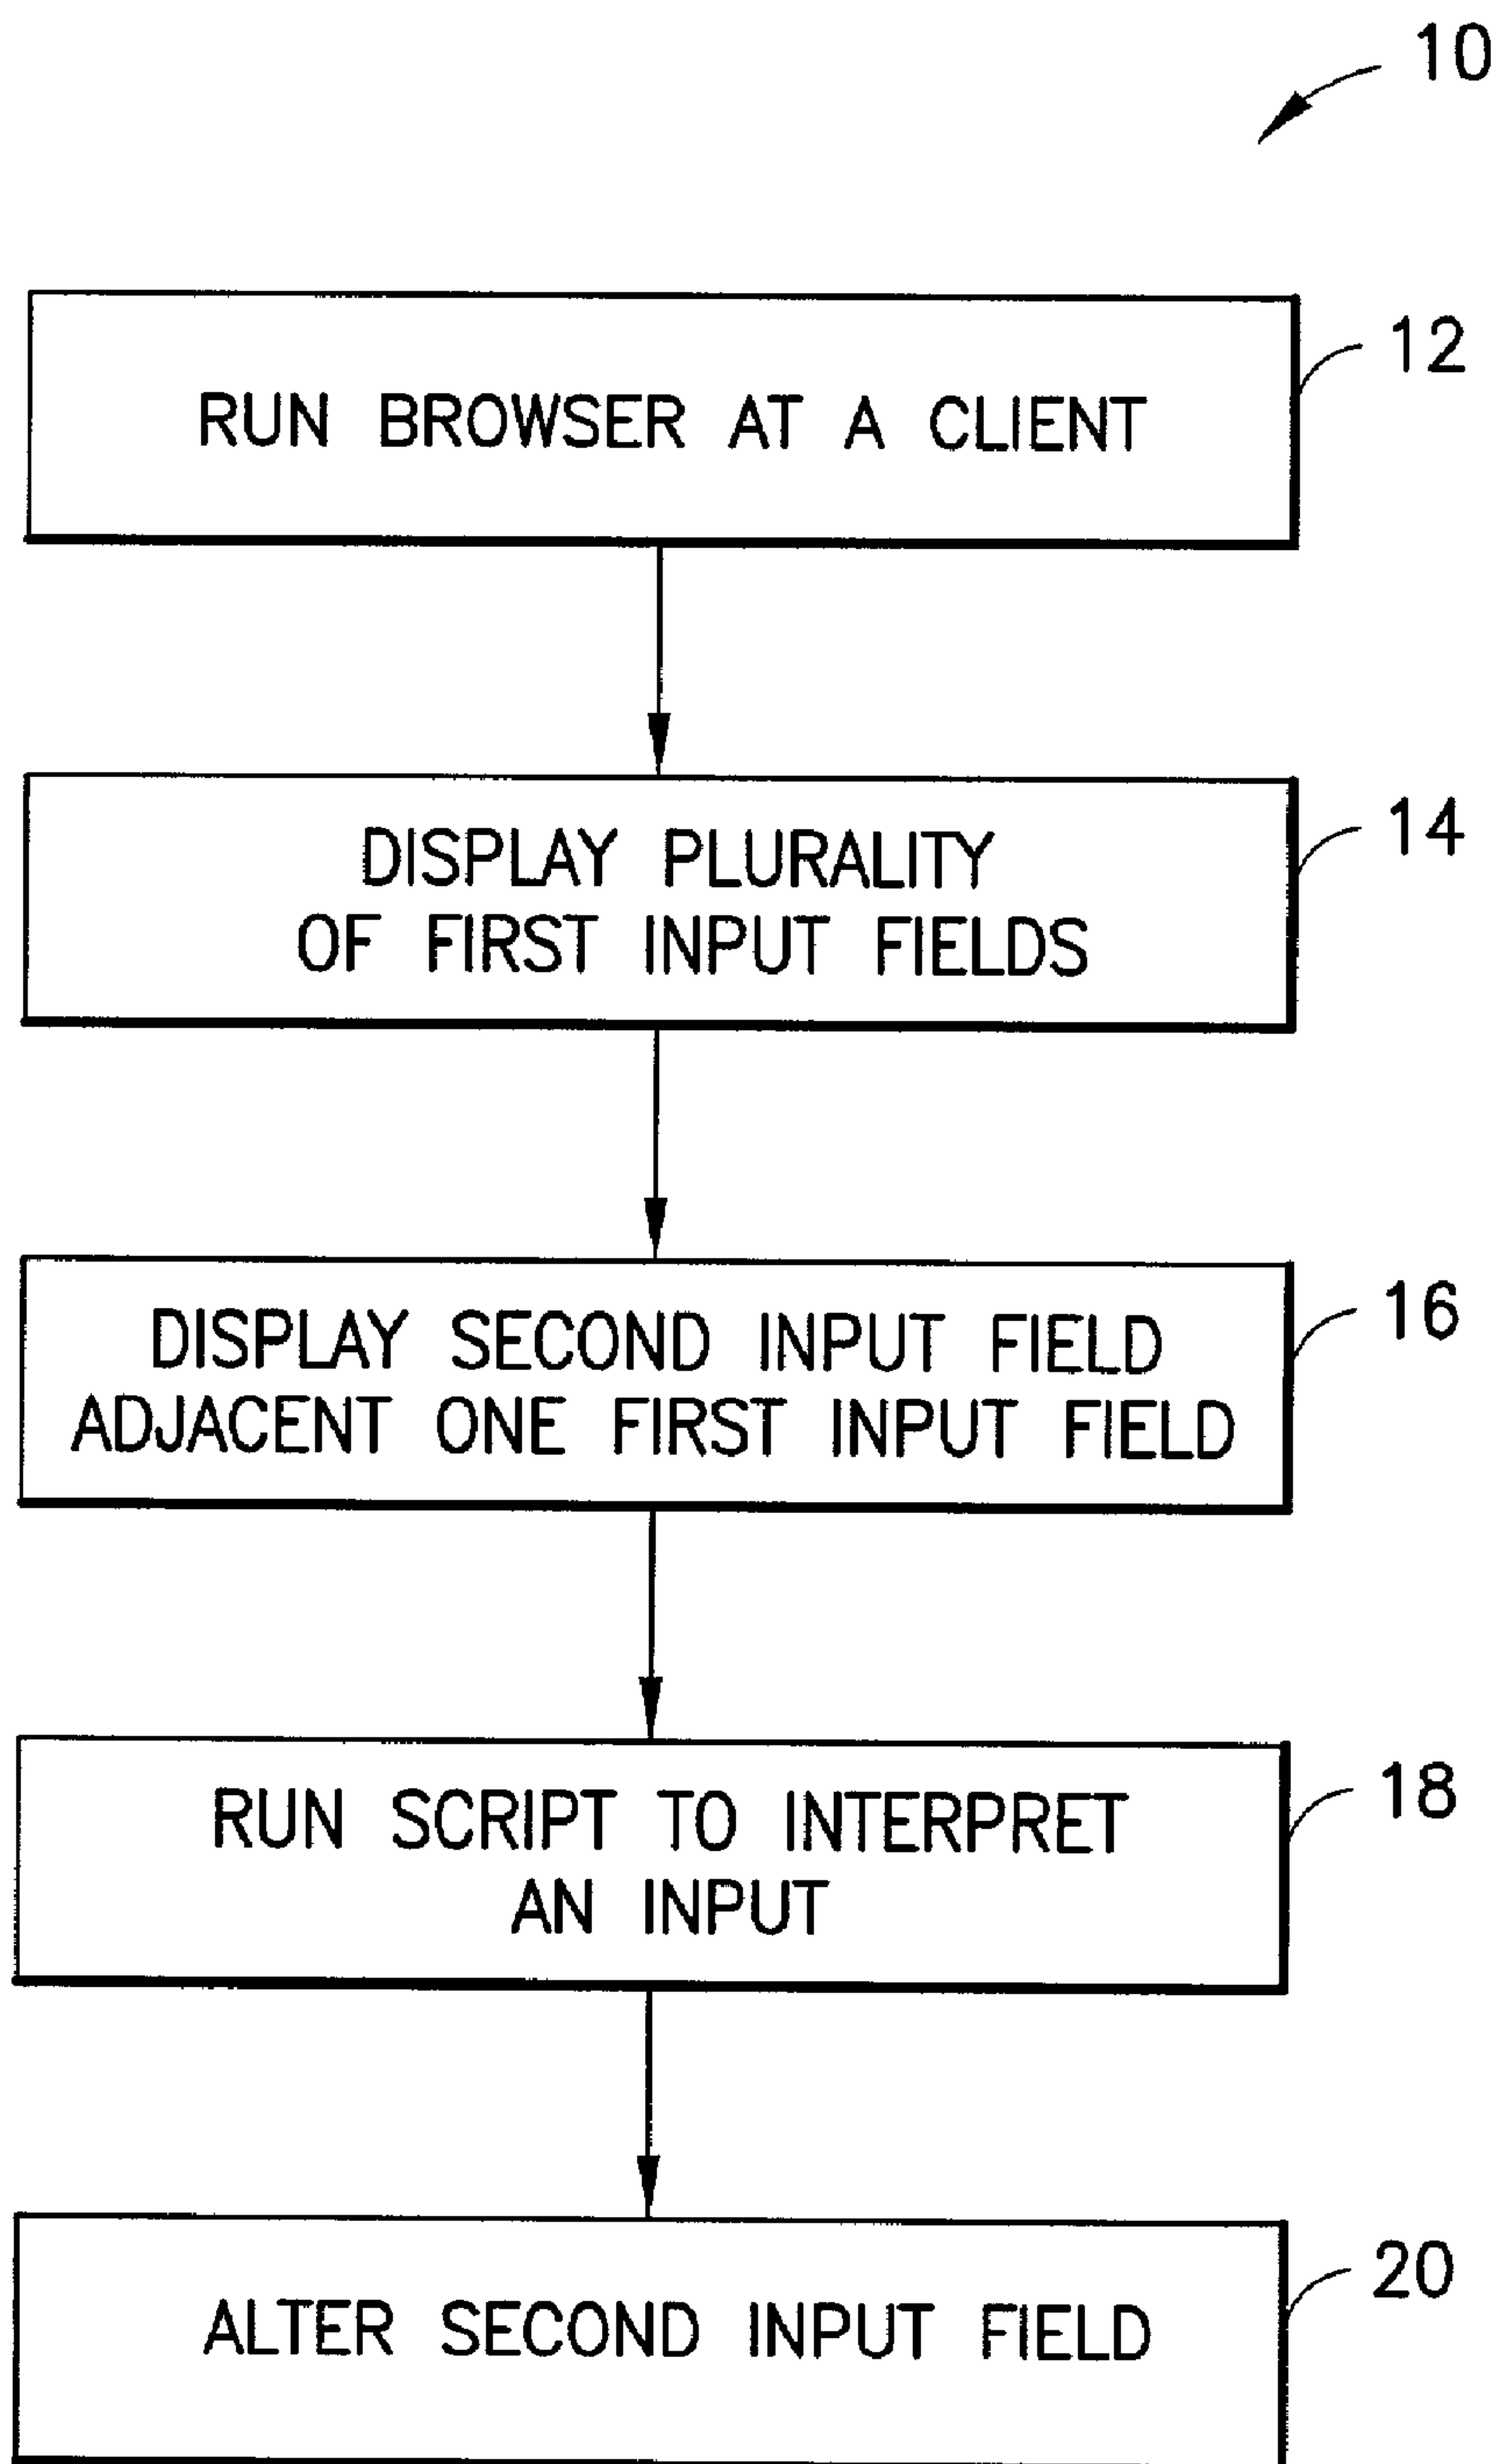 10
12
RUN BROWSER AT A CLIENT
14
DISPLAY PLURALITY
OF FIRST INPUT FIELDS
16
DISPLAY SECOND INPUT FIELD
ADJACENT ONE FIRST INPUT FIELD
18
RUN SCRIPT TO INTERPRET
AN INPUT
20
ALTER SECOND INPUT FIELD